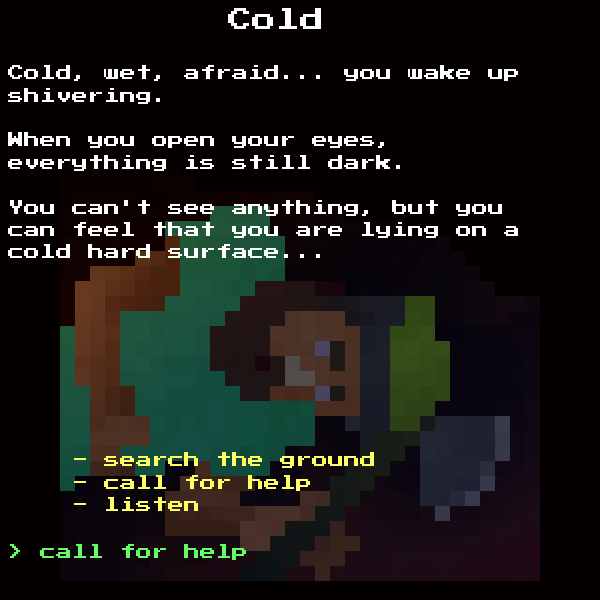 Cold
Cold, wet, afraid... you wake up
shivering.
When you open your eyes,
everything is still dark.
You can't see anything, but you
can feel that you are lying on a
cold hard surface...
- search the ground
- call for help
- listen
> call for help